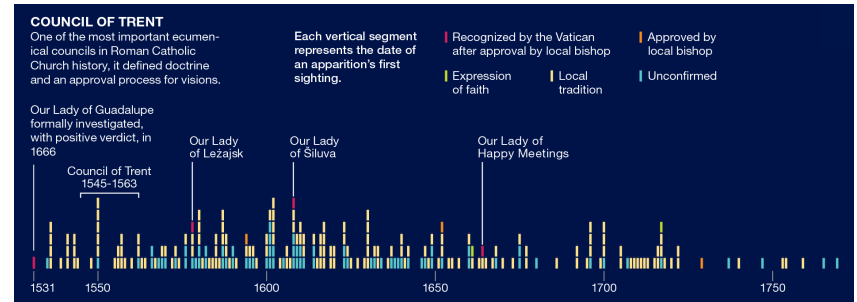 COUNCIL OF TRENT
One of the most important ecumen-
ical councils in Roman Catholic
Church history, it defined doctrine
and an approval process for visions.
Each vertical segment
represents the date of
an apparition's first
sighting.
Recognized by the Vatican
after approval by local bishop
Approved by
local bishop
Expression
of faith
Local
tradition
Unconfirmed
Our Lady of Guadalupe
formally investigated,
with positive verdict, in
1666
Council of Trent
1545-1563
Our Lady
of Leżajsk
Our Lady
of Šiluva
Our Lady of
Happy Meetings
1531 1550 1600 1650 1700 1750